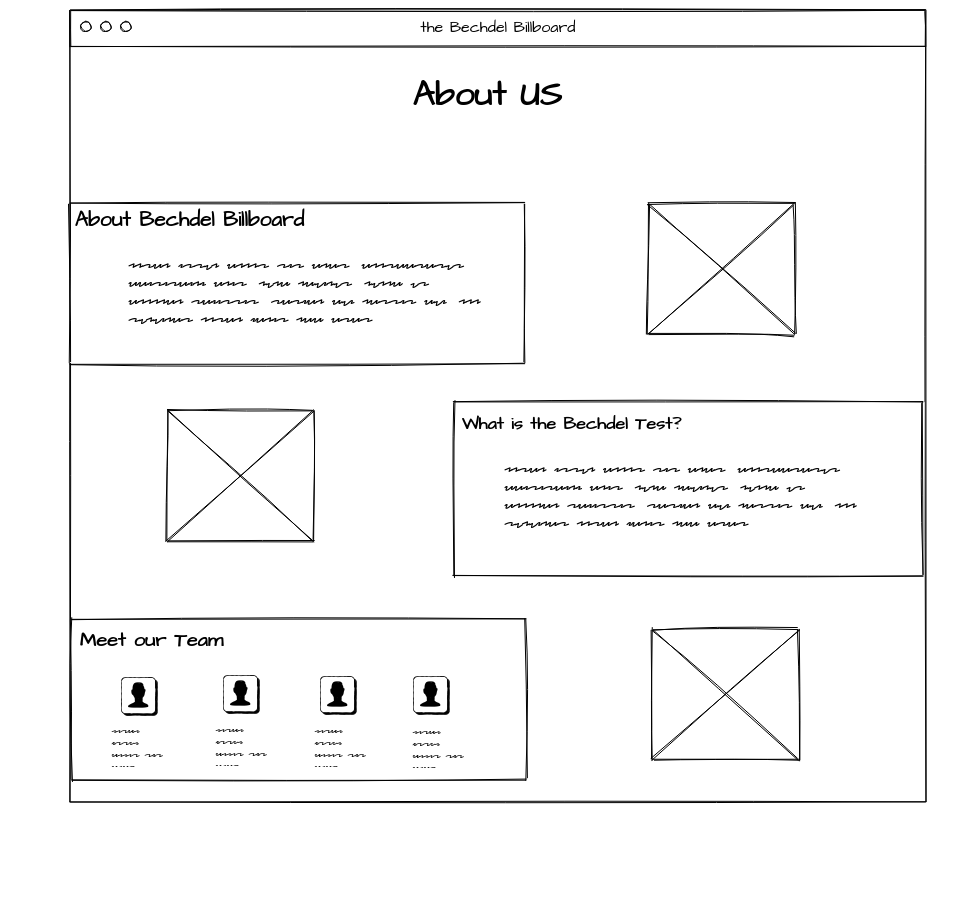 the Bechdel Billboard
About US
About Bechdel Billboard
What is the Bechdel Test?
Meet our Team